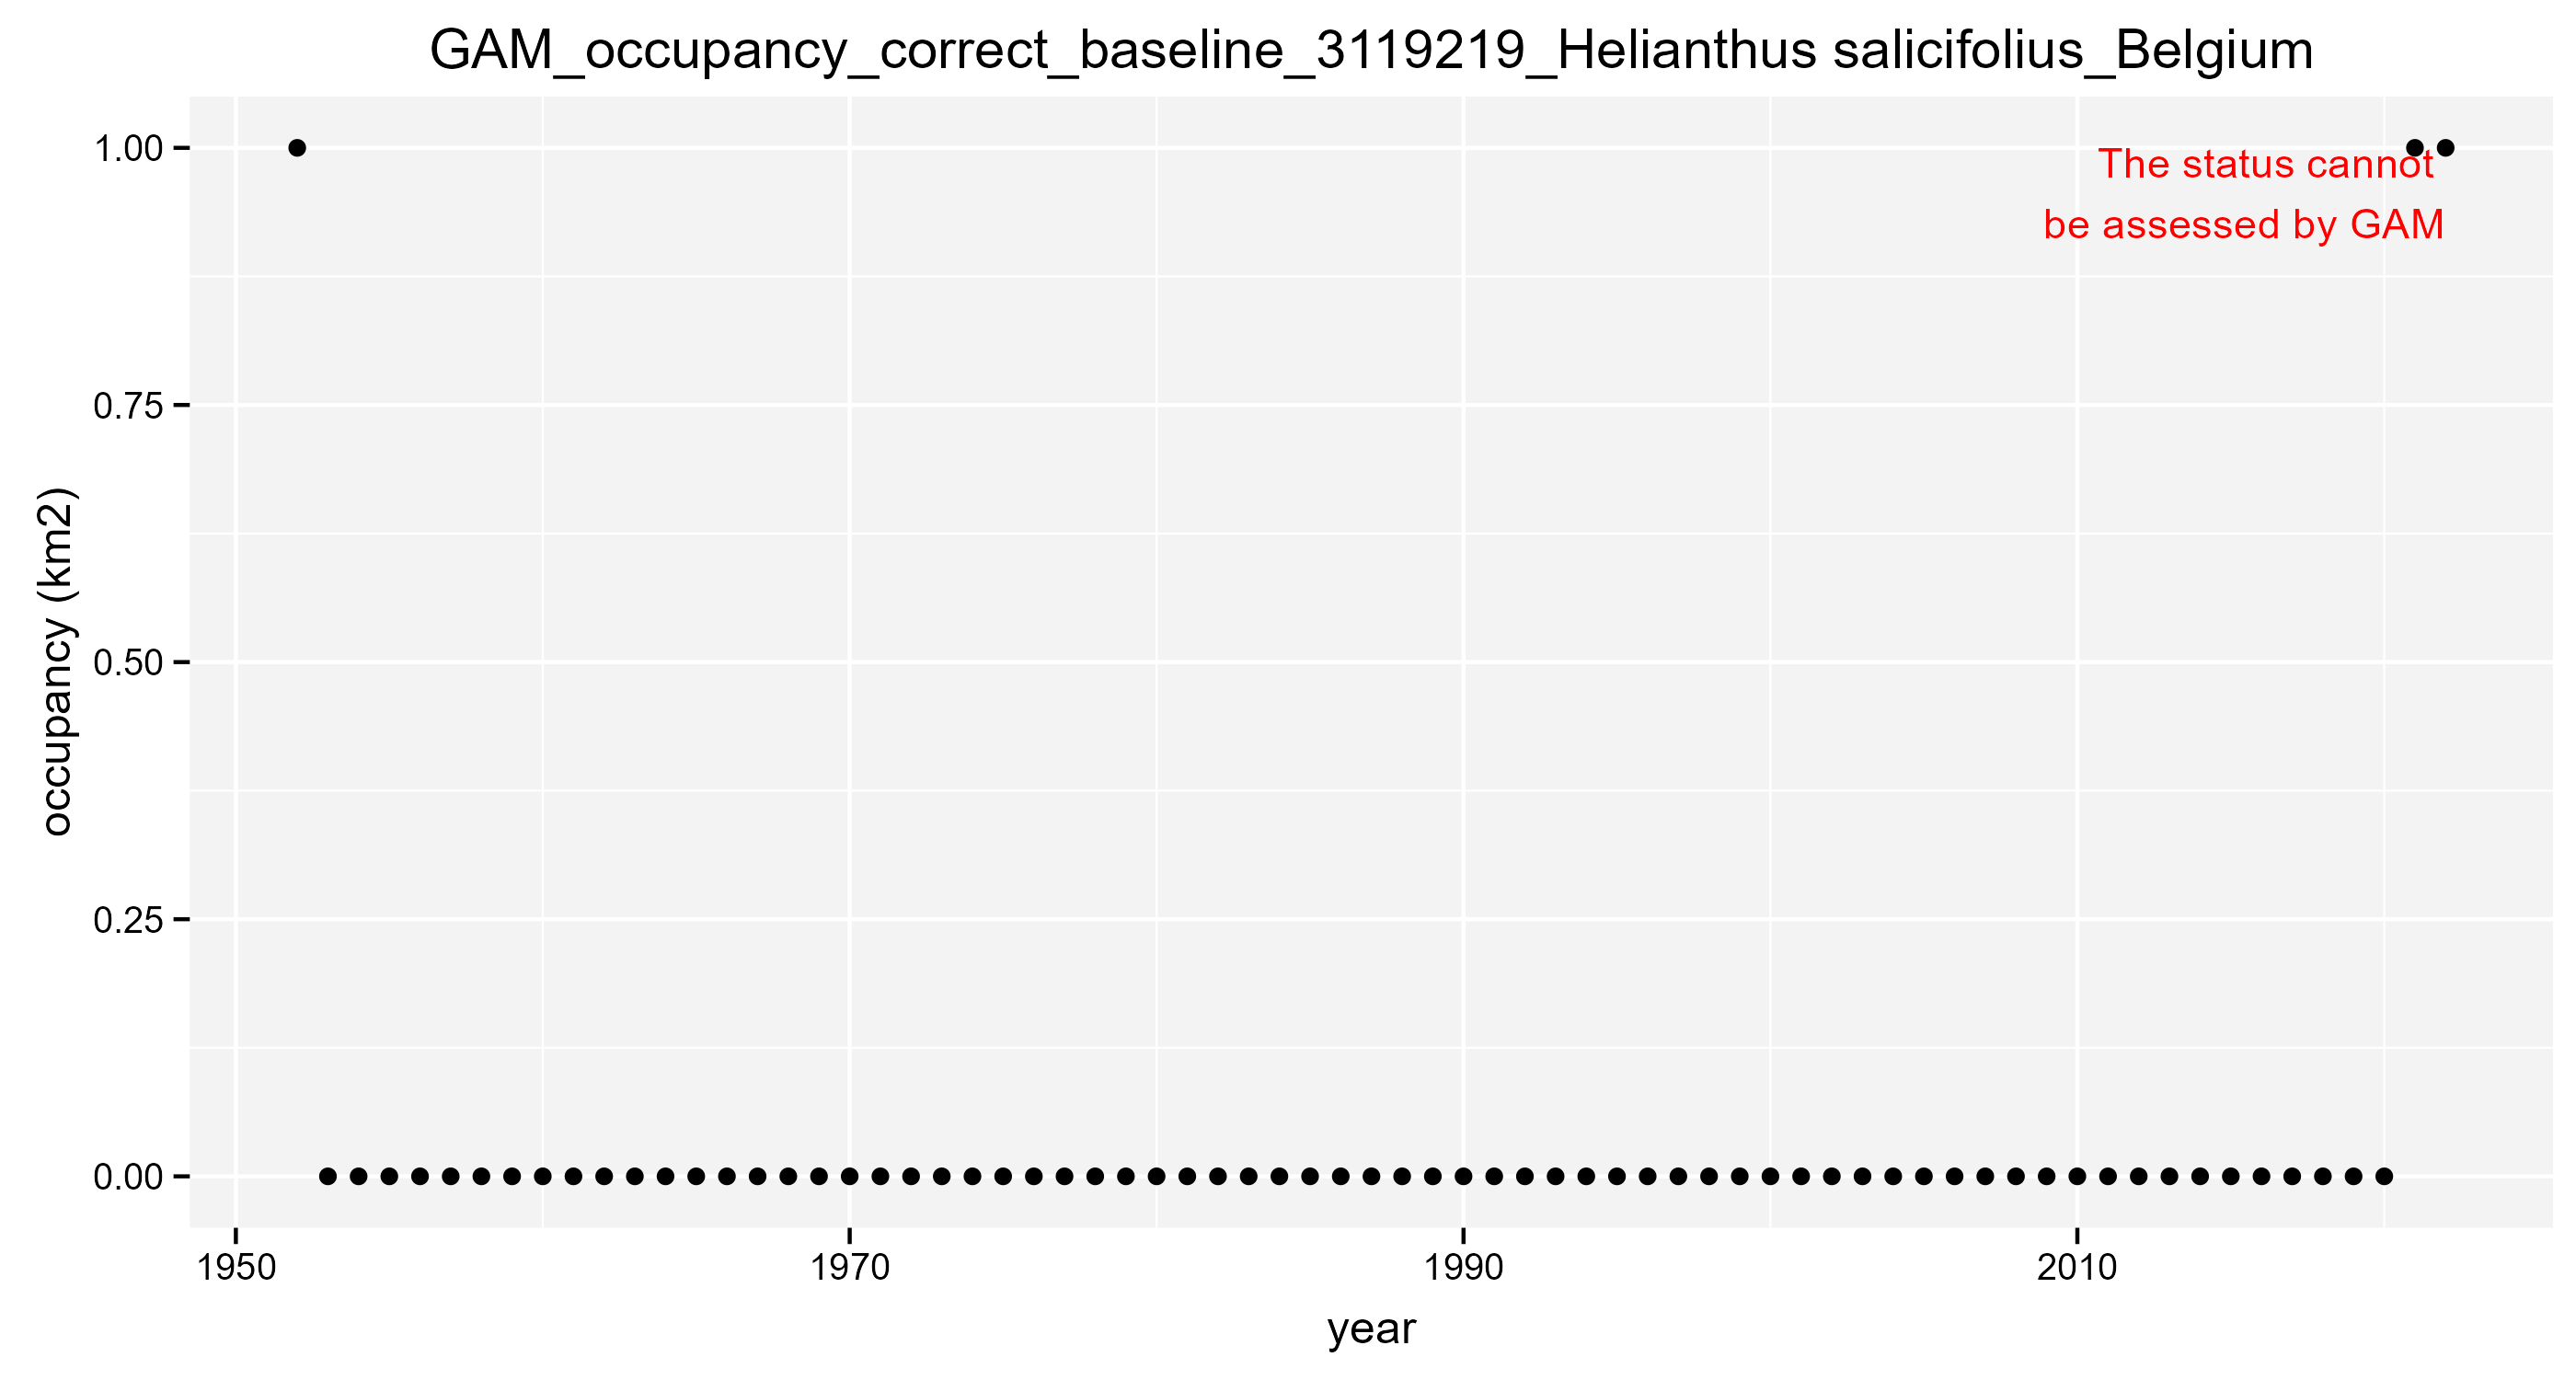 GAM_occupancy_correct_baseline_3119219_Helianthus salicifolius_Belgium
The status cannot
be assessed by GAM
occupancy (km2)
1.00
0.75
0.50
0.25
0.00
1950 1970 1990 2010
year